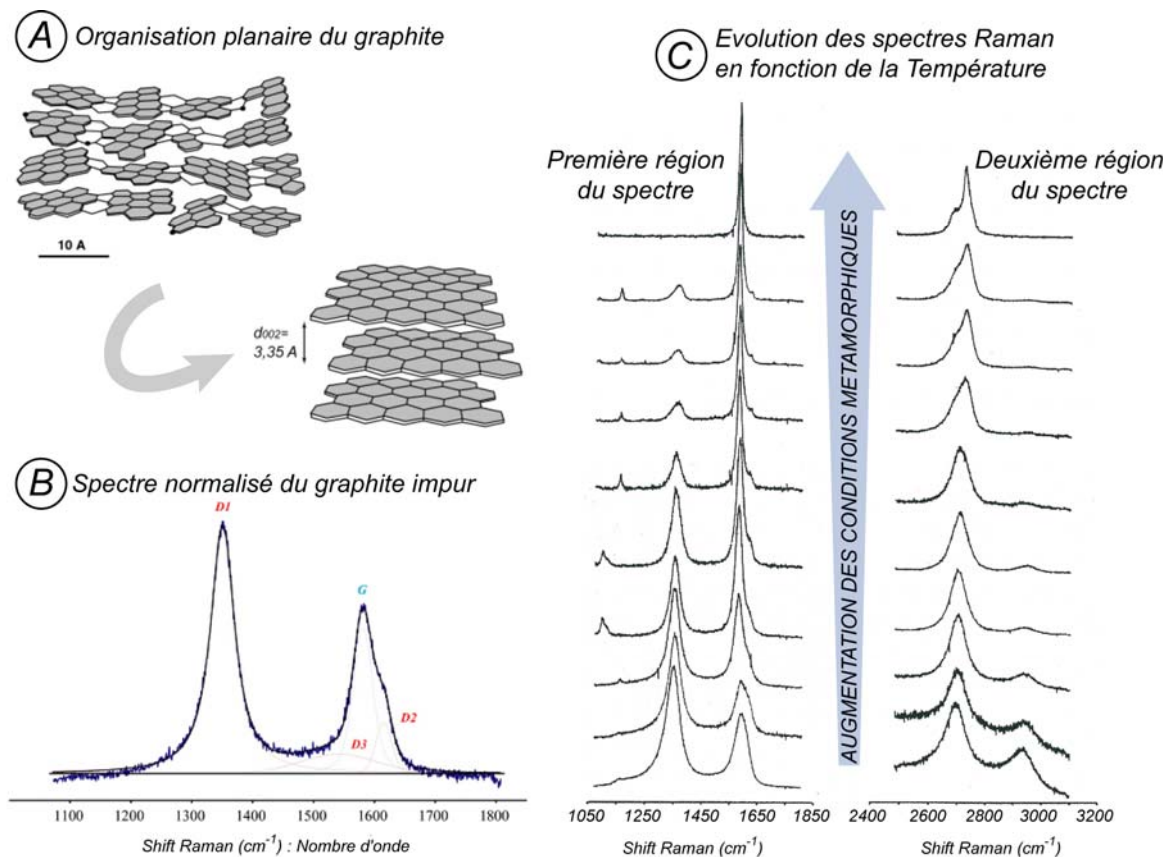 A Organisation planaire du graphite
10 A
d002=
3,35 A
B Spectre normalisé du graphite impur
D1
G
D2
D3
1100 1200 1300 1400 1500 1600 1700 1800
Shift Raman (cm-1) : Nombre d'onde
C Evolution des spectres Raman
en fonction de la Température
Première région
du spectre
Deuxième région
du spectre
AUGMENTATION DES CONDITIONS METAMORPHIQUES
1050 1250 1450 1650 1850
2400 2600 2800 3000 3200
Shift Raman (cm-1)
Shift Raman (cm-1)